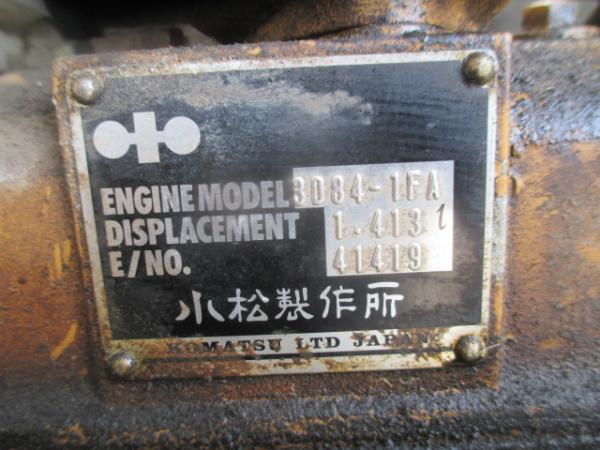 ENGINE MODEL 3D84-1FA
DISPLACEMENT 1.413 l
E/NO. 41419
小松製作所
KOMATSU LTD JAPAN